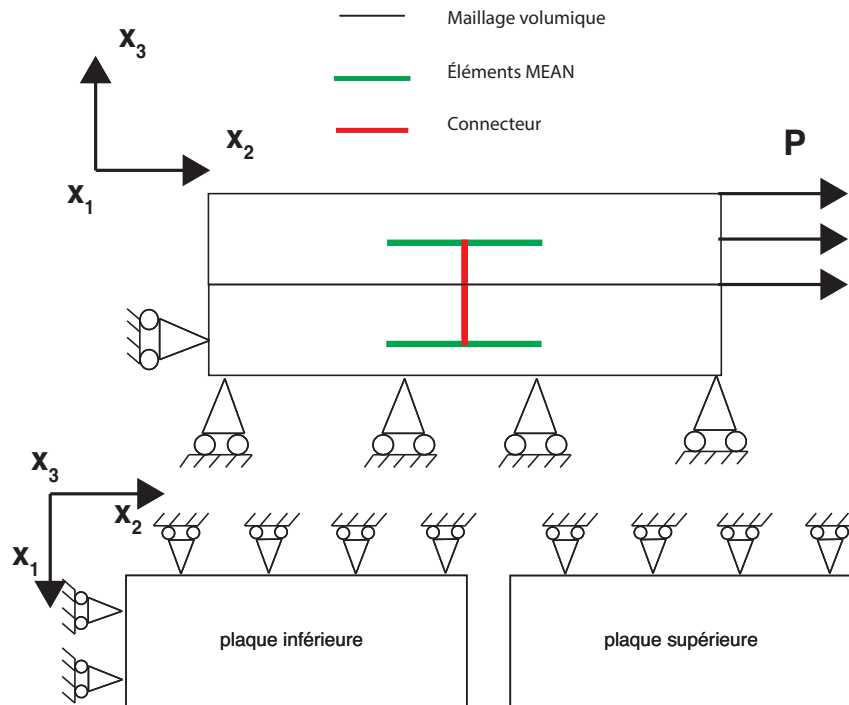 Maillage volumique
x3
Éléments MEAN
Connecteur
x2
P
x1
x3
x2
x1
plaque inférieure
plaque supérieure